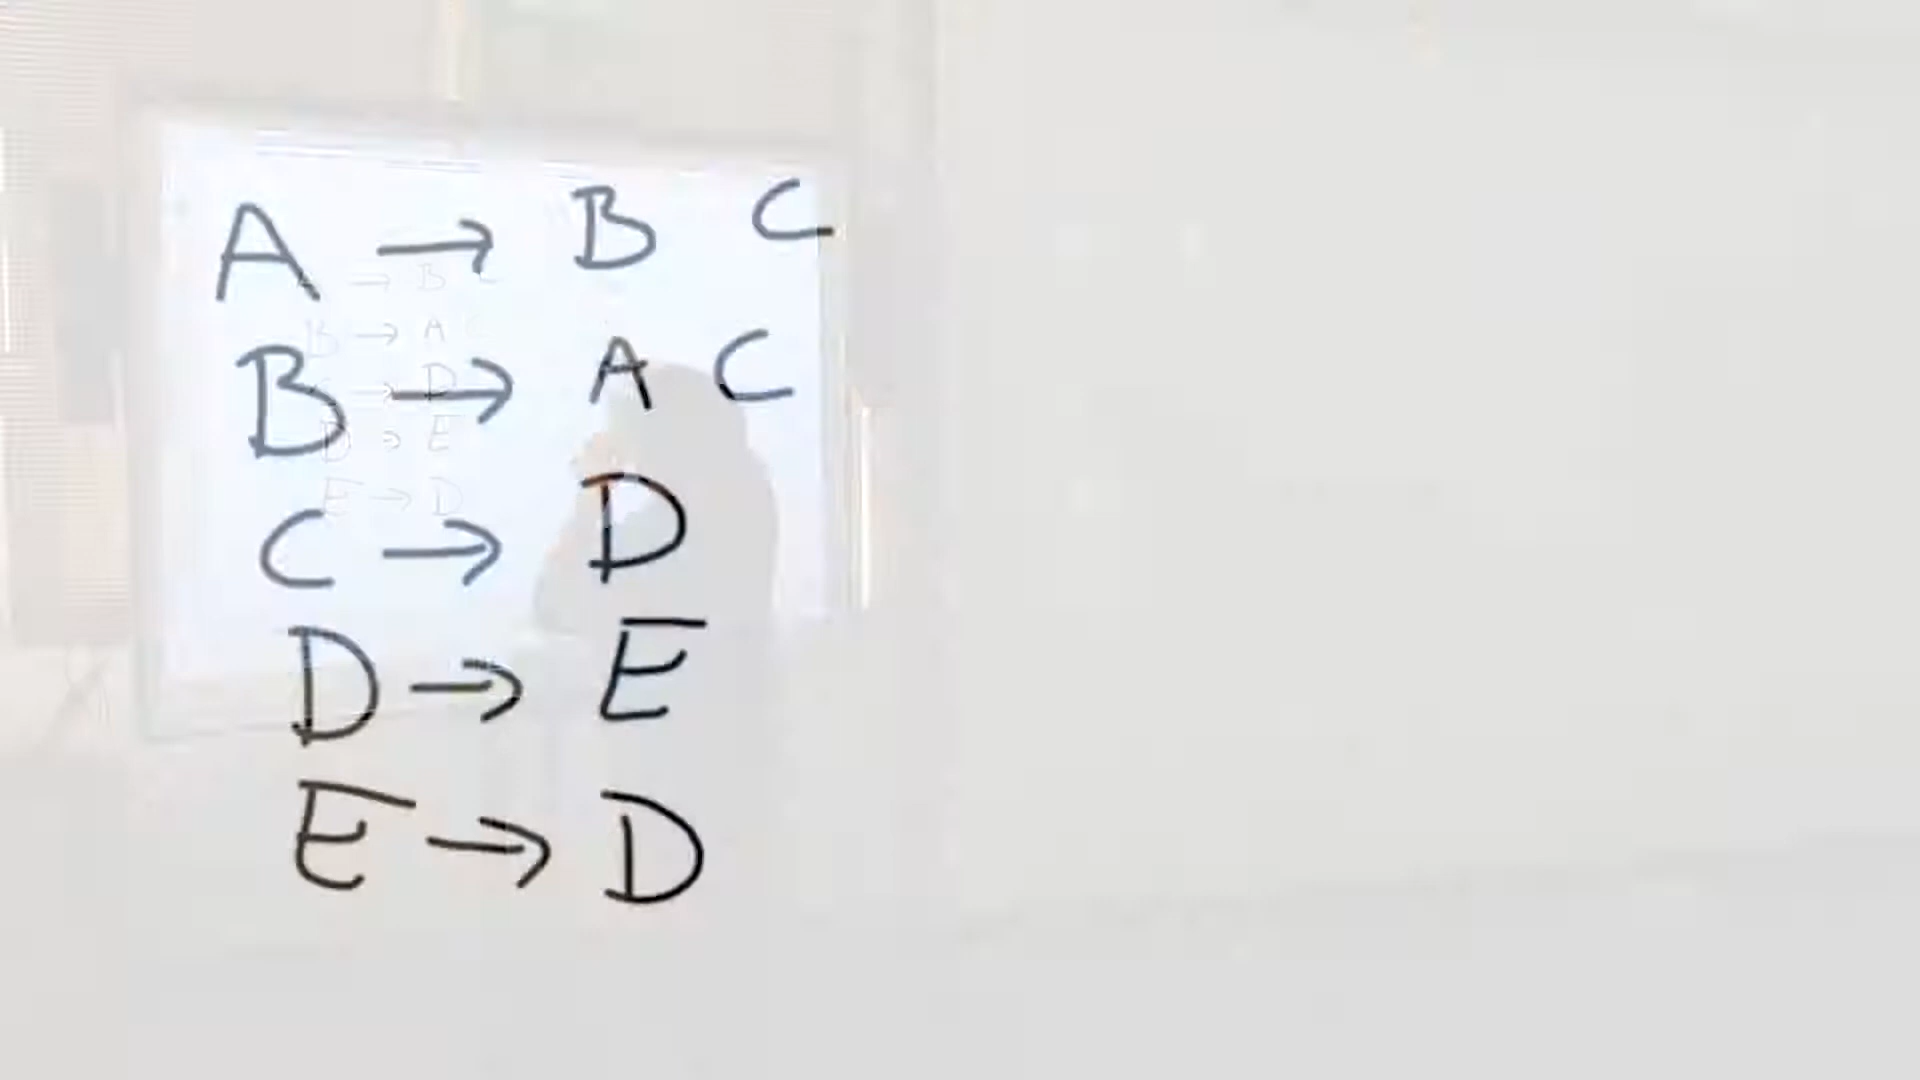 A → B C
B → A C
C → D
D → E
E → D